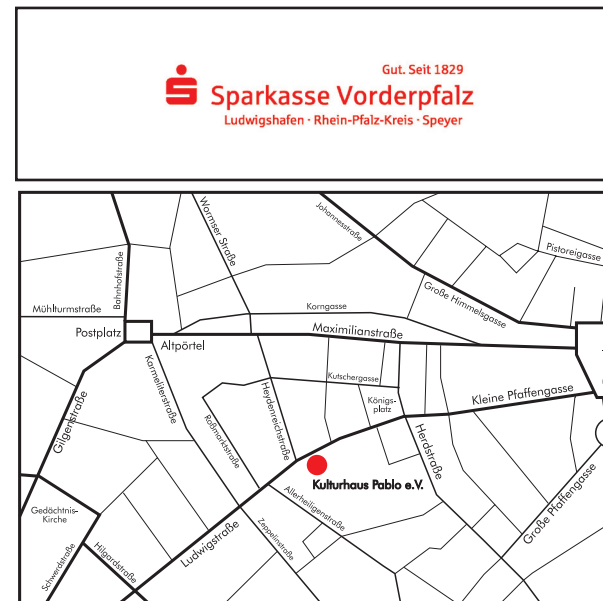 Gut. Seit 1829
Sparkasse Vorderpfalz
Ludwigshafen · Rhein-Pfalz-Kreis · Speyer
Wormser Straße
Johannesstraße
Pistoreigasse
Bahnhofstraße
Große Himmelsgasse
Mühlturmstraße
Korngasse
Postplatz
Maximilianstraße
Altpörtel
Karmeliterstraße
Kutschergasse
Heydenreichstraße
Kleine Pfaffengasse
Königs-
platz
Gilgenstraße
Roßmarktstraße
Herdstraße
Kulturhaus Pablo e.V.
Große Pfaffengasse
Allerheiligenstraße
Gedächtnis-
Kirche
Ludwigstraße
Zeppelinstraße
Schwerdstraße
Hilgardstraße